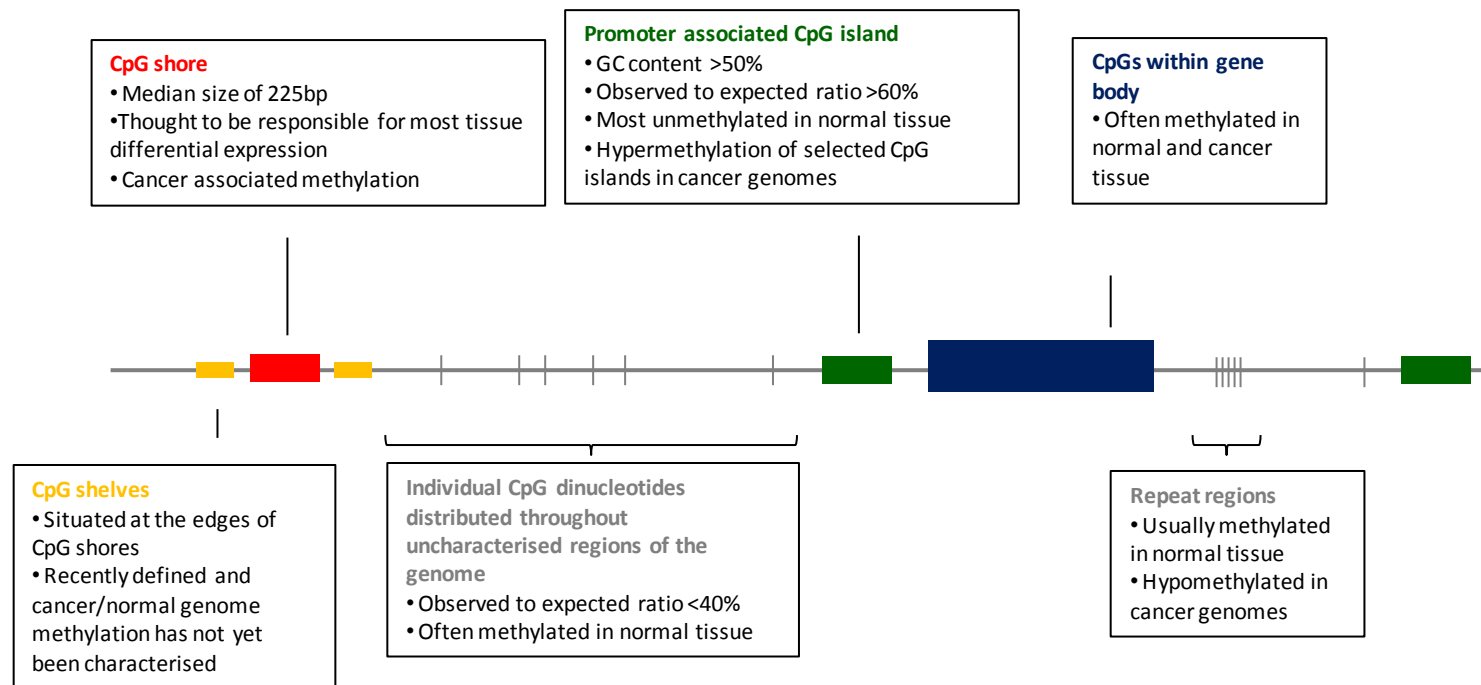 CpG shore
• Median size of 225bp
•Thought to be responsible for most tissue
differential expression
• Cancer associated methylation
Promoter associated CpG island
• GC content >50%
• Observed to expected ratio >60%
• Most unmethylated in normal tissue
• Hypermethylation of selected CpG
islands in cancer genomes
CpGs within gene
body
• Often methylated in
normal and cancer
tissue
CpG shelves
• Situated at the edges of
CpG shores
• Recently defined and
cancer/normal genome
methylation has not yet
been characterised
Individual CpG dinucleotides
distributed throughout
uncharacterised regions of the
genome
• Observed to expected ratio <40%
• Often methylated in normal tissue
Repeat regions
• Usually methylated
in normal tissue
• Hypomethylated in
cancer genomes